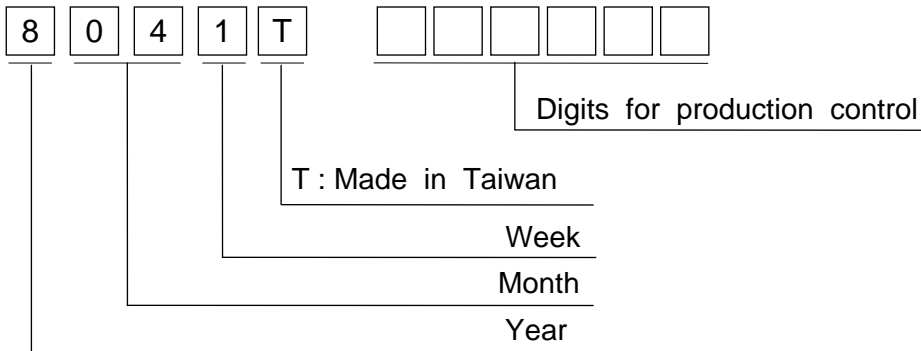 8 0 4 1 T
Digits for production control
T : Made in Taiwan
Week
Month
Year